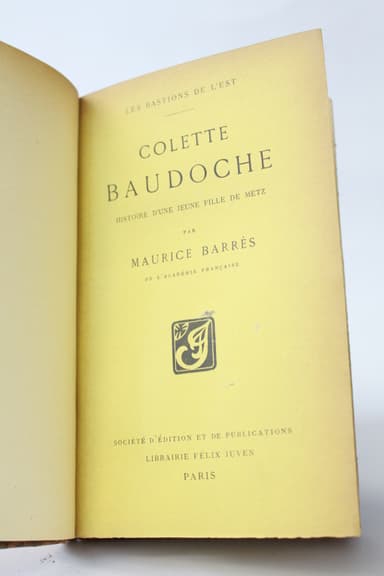 LES BASTIONS DE L'EST
COLETTE
BAUDOCHE
HISTOIRE D'UNE JEUNE FILLE DE METZ
PAR
MAURICE BARRÈS
DE L'ACADÉMIE FRANÇAISE
SOCIÉTÉ D'ÉDITION ET DE PUBLICATIONS
LIBRAIRIE FÉLIX JUVEN
PARIS